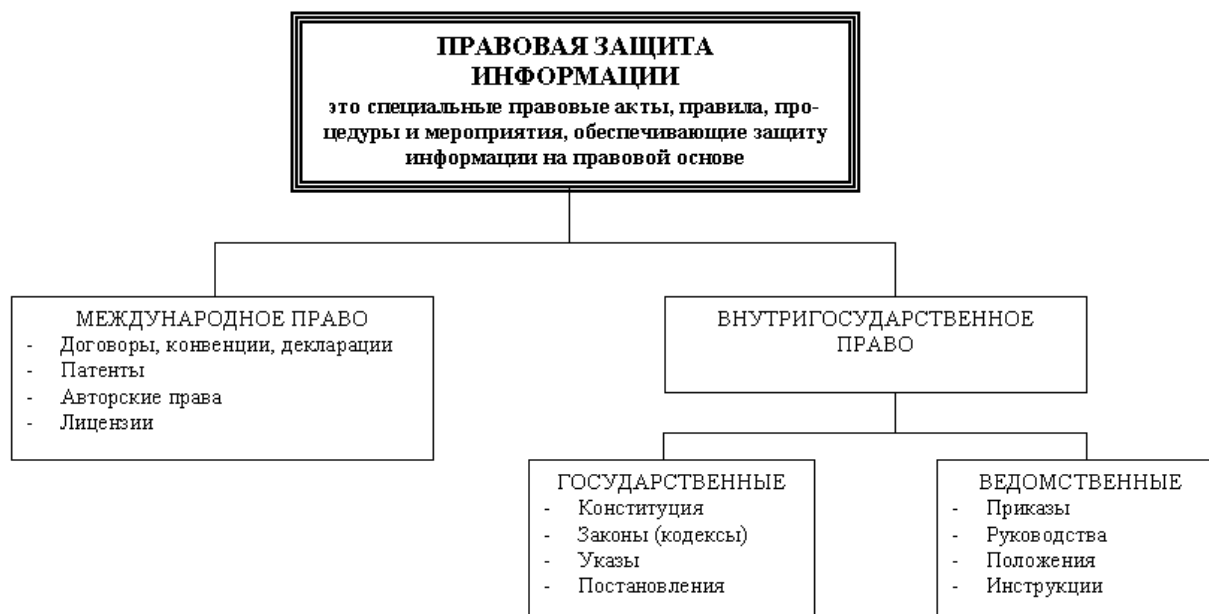 ПРАВОВАЯ ЗАЩИТА
ИНФОРМАЦИИ
это специальные правовые акты, правила, про-
цедуры и мероприятия, обеспечивающие защиту
информации на правовой основе
МЕЖДУНАРОДНОЕ ПРАВО
- Договоры, конвенции, декларации
- Патенты
- Авторские права
- Лицензии
ВНУТРИГОСУДАРСТВЕННОЕ
ПРАВО
ГОСУДАРСТВЕННЫЕ
- Конституция
- Законы (кодексы)
- Указы
- Постановления
ВЕДОМСТВЕННЫЕ
- Приказы
- Руководства
- Положения
- Инструкции